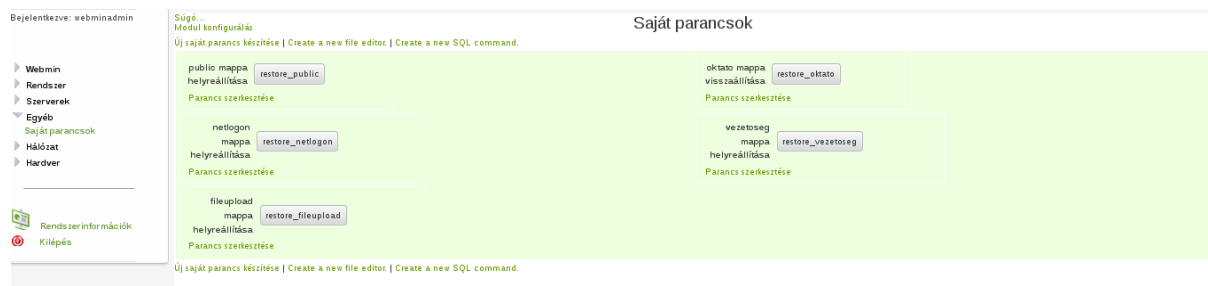 Bejelentkezve: webminadmin
Webmin
Rendszer
Szerverek
Egyéb
Saját parancsok
Hálózat
Hardver
Rendszerinformációk
Kilépés
Súgó...
Modul konfigurálás
Saját parancsok
Új saját parancs készítése | Create a new file editor. | Create a new SQL command.
public mappa
helyreállítása
restore_public
Parancs szerkesztése
oktato mappa
visszaállítása
restore_oktato
Parancs szerkesztése
netlogon
mappa
helyreállítása
restore_netlogon
Parancs szerkesztése
vezetoseg
mappa
helyreállítása
restore_vezetoseg
Parancs szerkesztése
fileupload
mappa
helyreállítása
restore_fileupload
Parancs szerkesztése
Új saját parancs készítése | Create a new file editor. | Create a new SQL command.